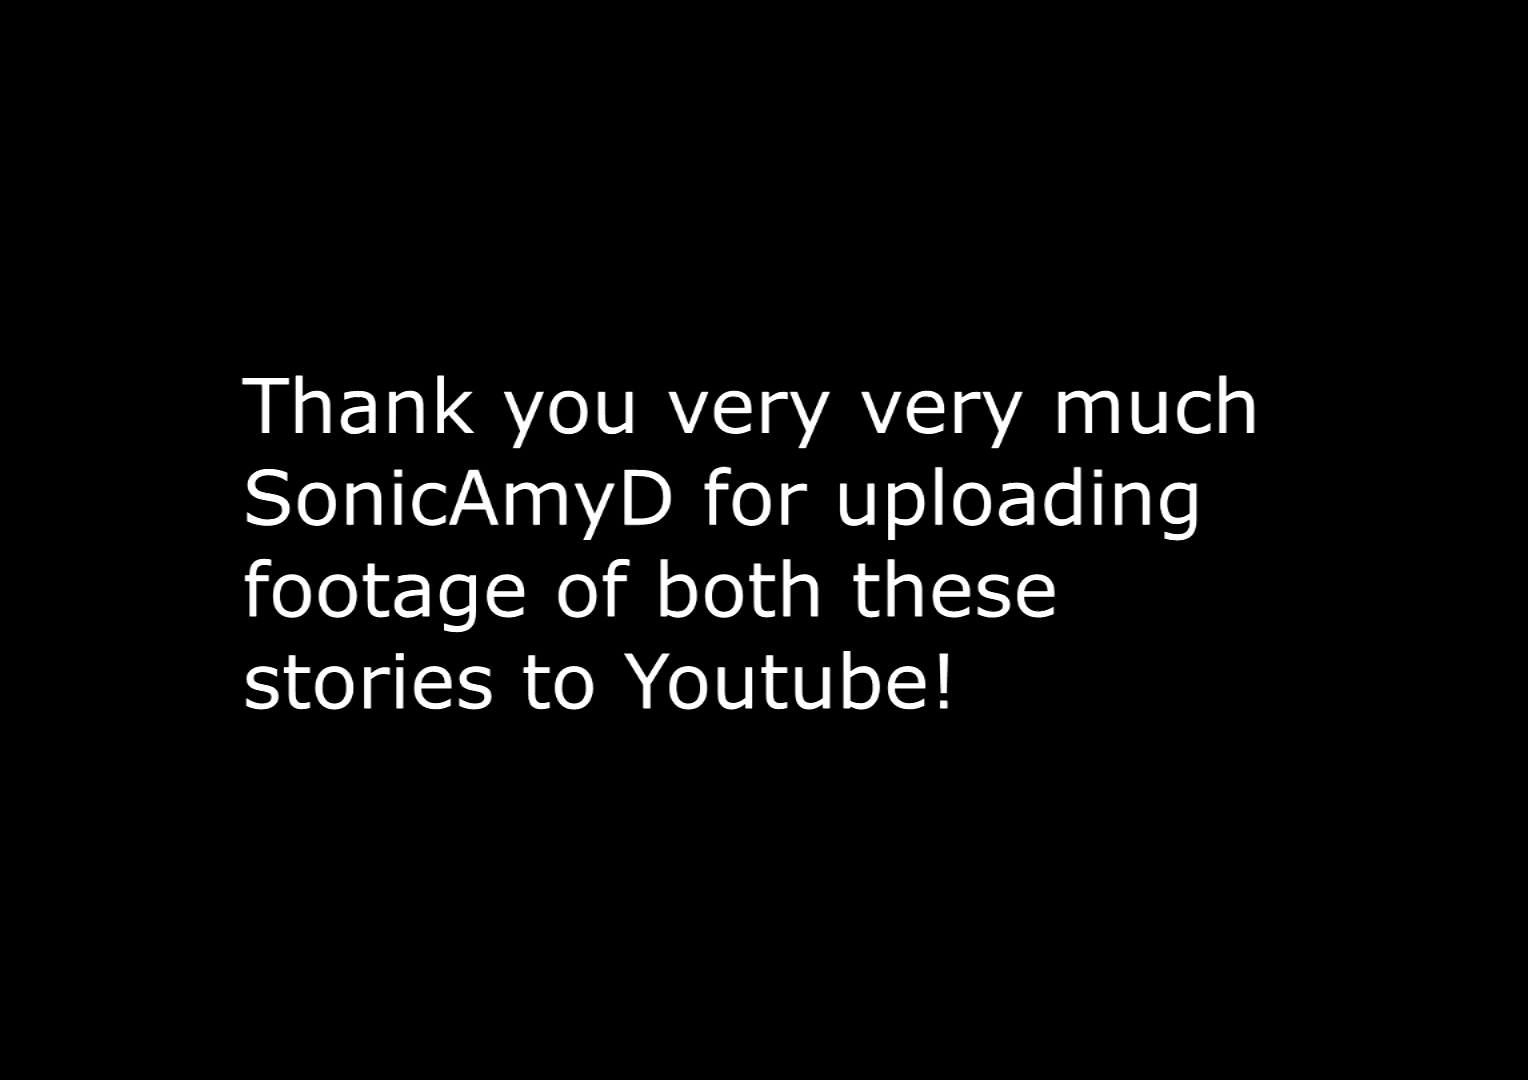 Thank you very very much
SonicAmyD for uploading
footage of both these
stories to Youtube!